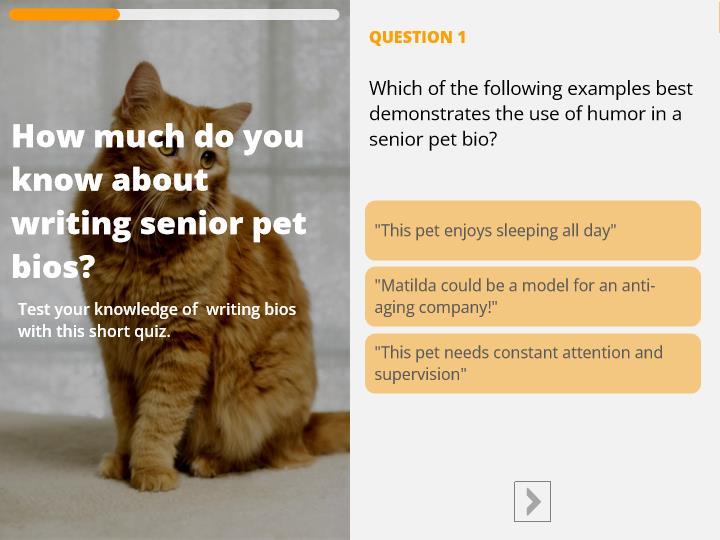 How much do you
know about
writing senior pet
bios?
Test your knowledge of  writing bios
with this short quiz.
QUESTION 1
Which of the following examples best
demonstrates the use of humor in a
senior pet bio?
"This pet enjoys sleeping all day"
"Matilda could be a model for an anti-
aging company!"
"This pet needs constant attention and
supervision"